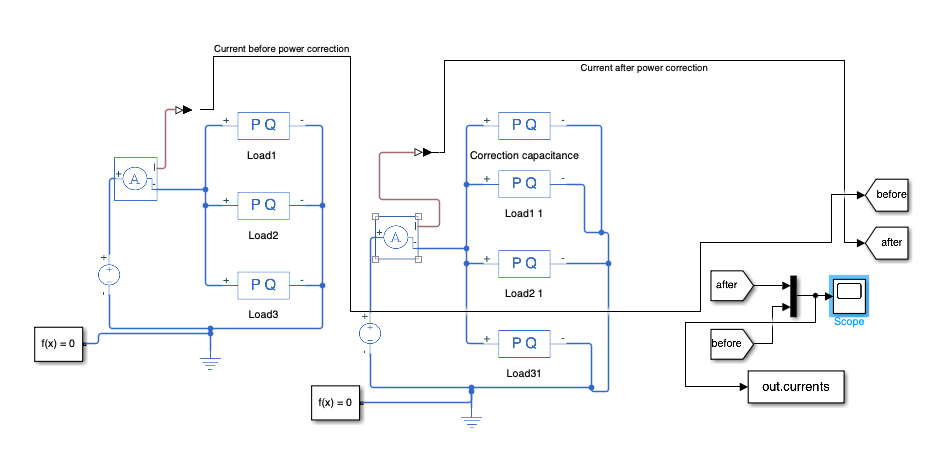 Current before power correction
Current after power correction
+ P Q -
Load1
+ P Q -
Correction capacitance
+ A I -
+ P Q -
Load1 1
before
+ P Q -
Load2
+ A I -
after
+ P Q -
Load2 1
+ -
+ P Q -
Load3
after
Scope
+ -
f(x) = 0
+ P Q -
Load31
before
out.currents
f(x) = 0